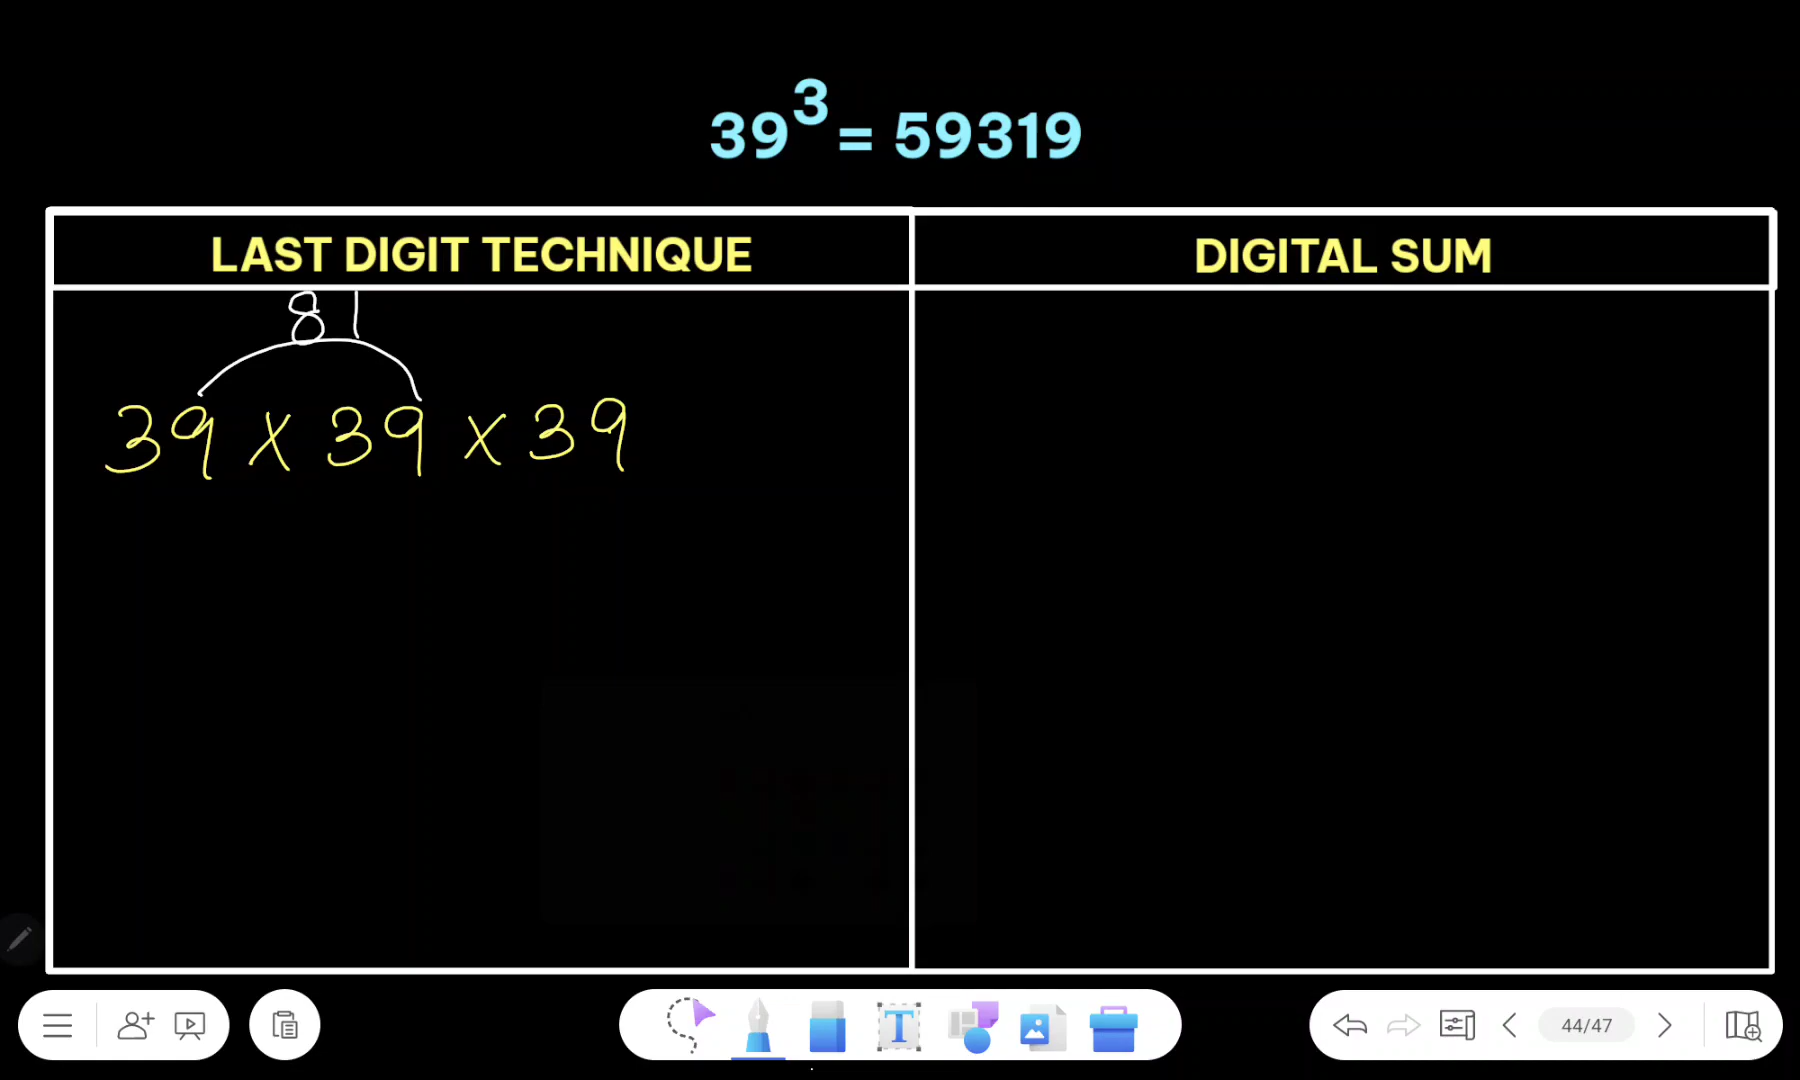 39³ = 59319
LAST DIGIT TECHNIQUE
DIGITAL SUM
81
39 x 39 x 39
T
44/47